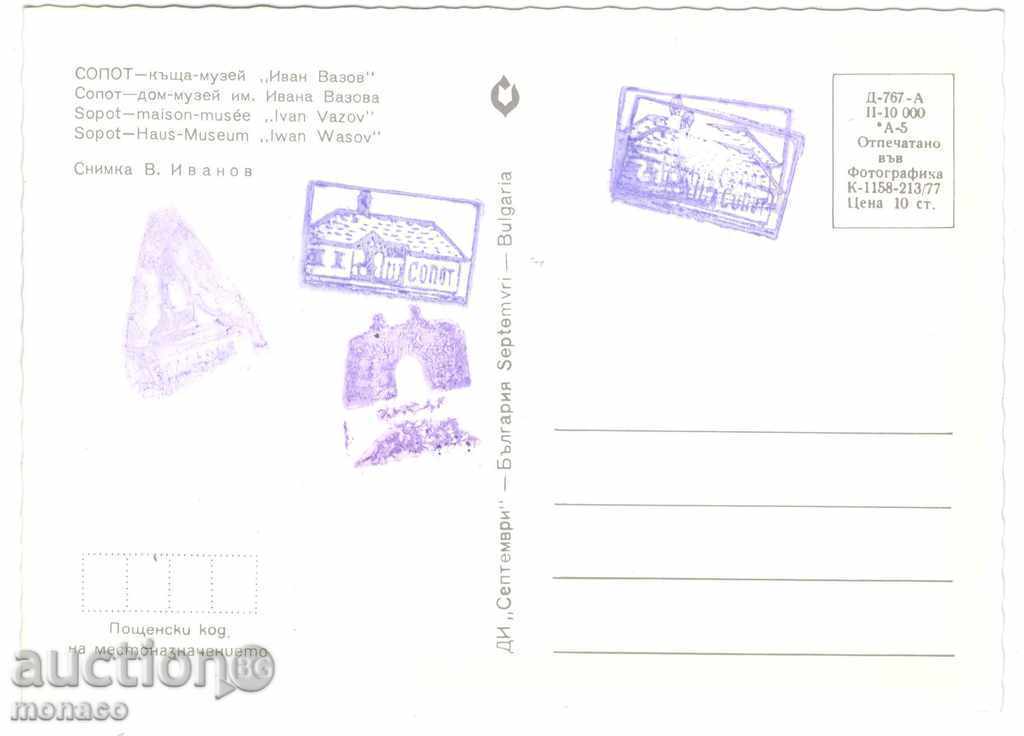 СОПОТ—къща-музей „Иван Вазов"
Сопот—дом-музей им. Ивана Вазова
Sopot—maison-musée „Ivan Vazov"
Sopot—Haus-Museum „Iwan Wasov"
Снимка В. Иванов
СОПОТ
Пощенски код
на местоназначението
ДИ „Септември" — България Septemvri — Bulgaria
СОПОТ
Д-767-А
II-10 000
*А-5
Отпечатано
във
Фотографика
К-1158-213/77
Цена 10 ст.
auction BG
monaco